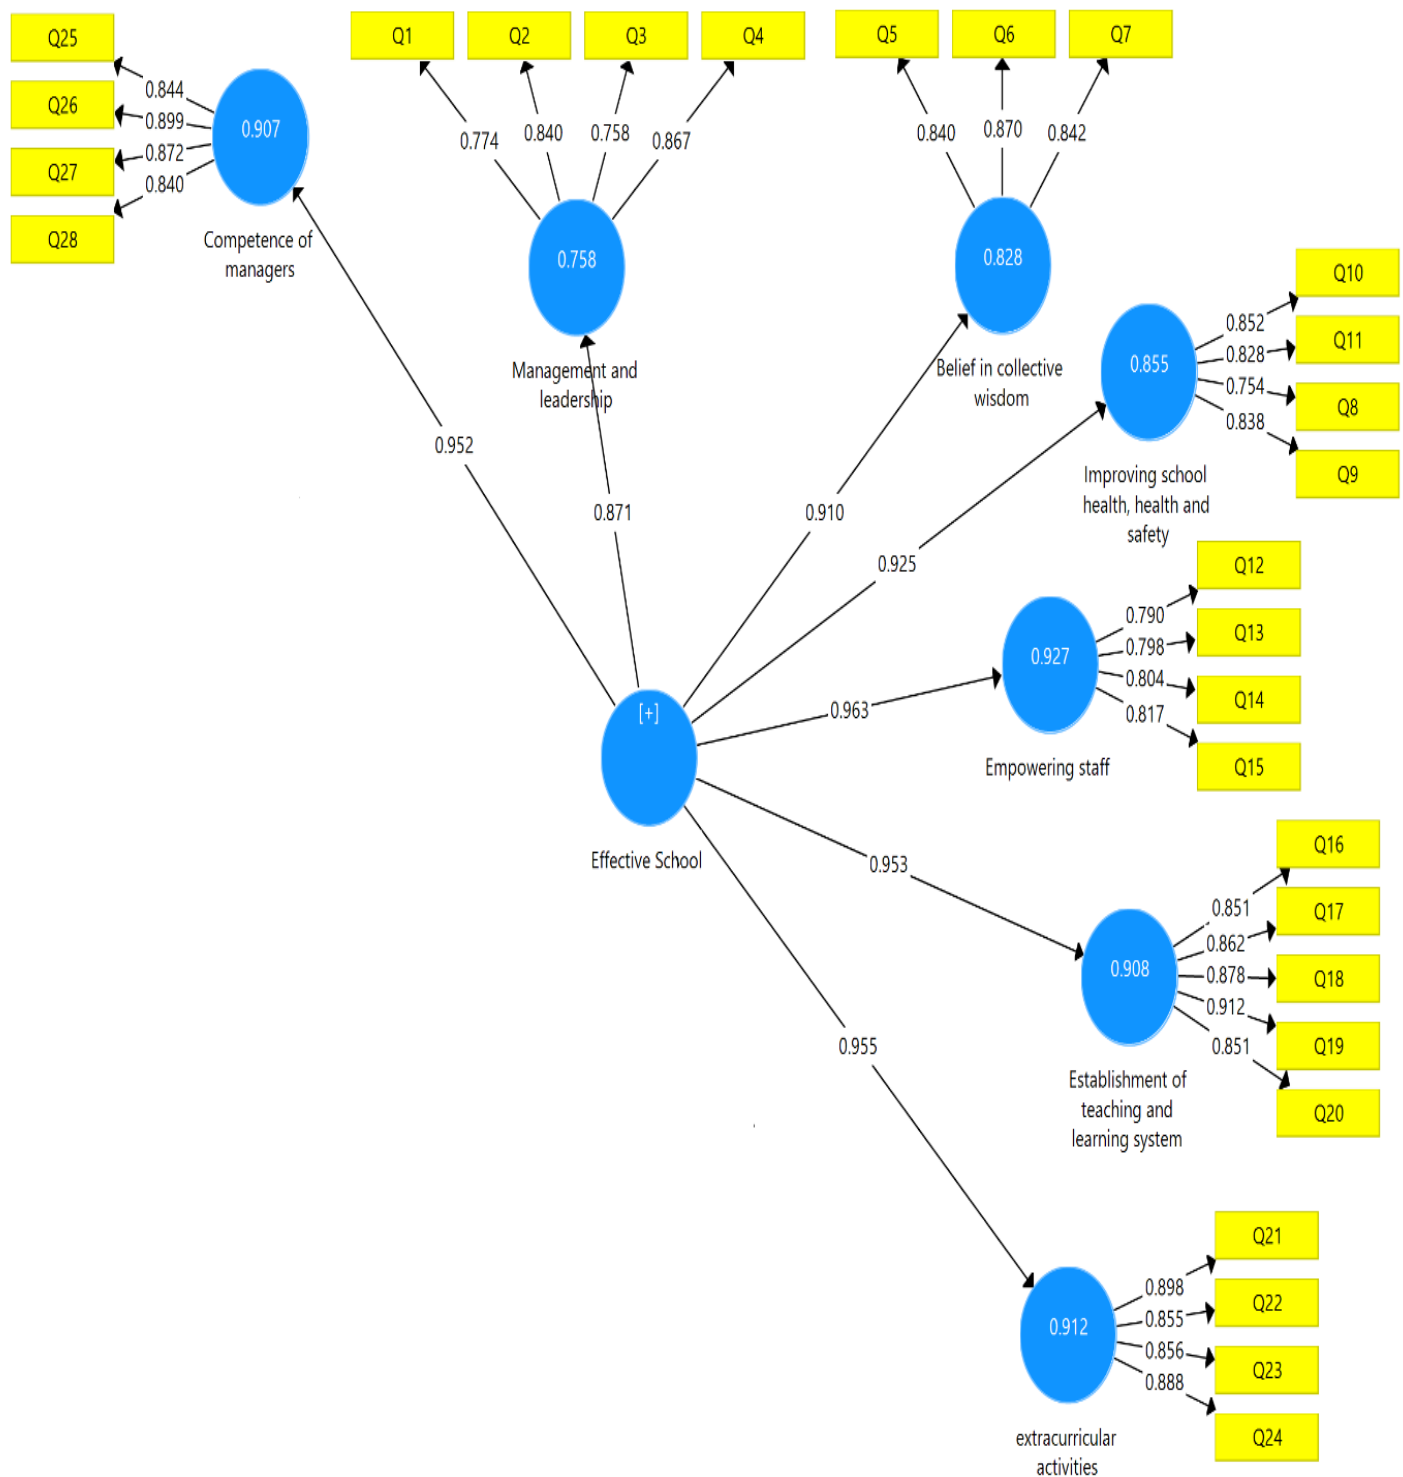 Q25
Q26
Q27
Q28
0.844
0.899
0.872
0.840
0.907
Competence of
managers
Q1
Q2
Q3
Q4
0.774
0.840
0.758
0.867
0.758
Management and
leadership
Q5
Q6
Q7
0.840
0.870
0.842
0.828
Belief in collective
wisdom
Q10
Q11
Q8
Q9
0.852
0.828
0.754
0.838
0.855
Improving school
health, health and
safety
0.952
0.871
0.910
0.925
0.963
0.953
0.955
[+]
Effective School
Q12
Q13
Q14
Q15
0.790
0.798
0.804
0.817
0.927
Empowering staff
Q16
Q17
Q18
Q19
Q20
0.851
0.862
0.878
0.912
0.851
0.908
Establishment of
teaching and
learning system
Q21
Q22
Q23
Q24
0.898
0.855
0.856
0.888
0.912
extracurricular
activities